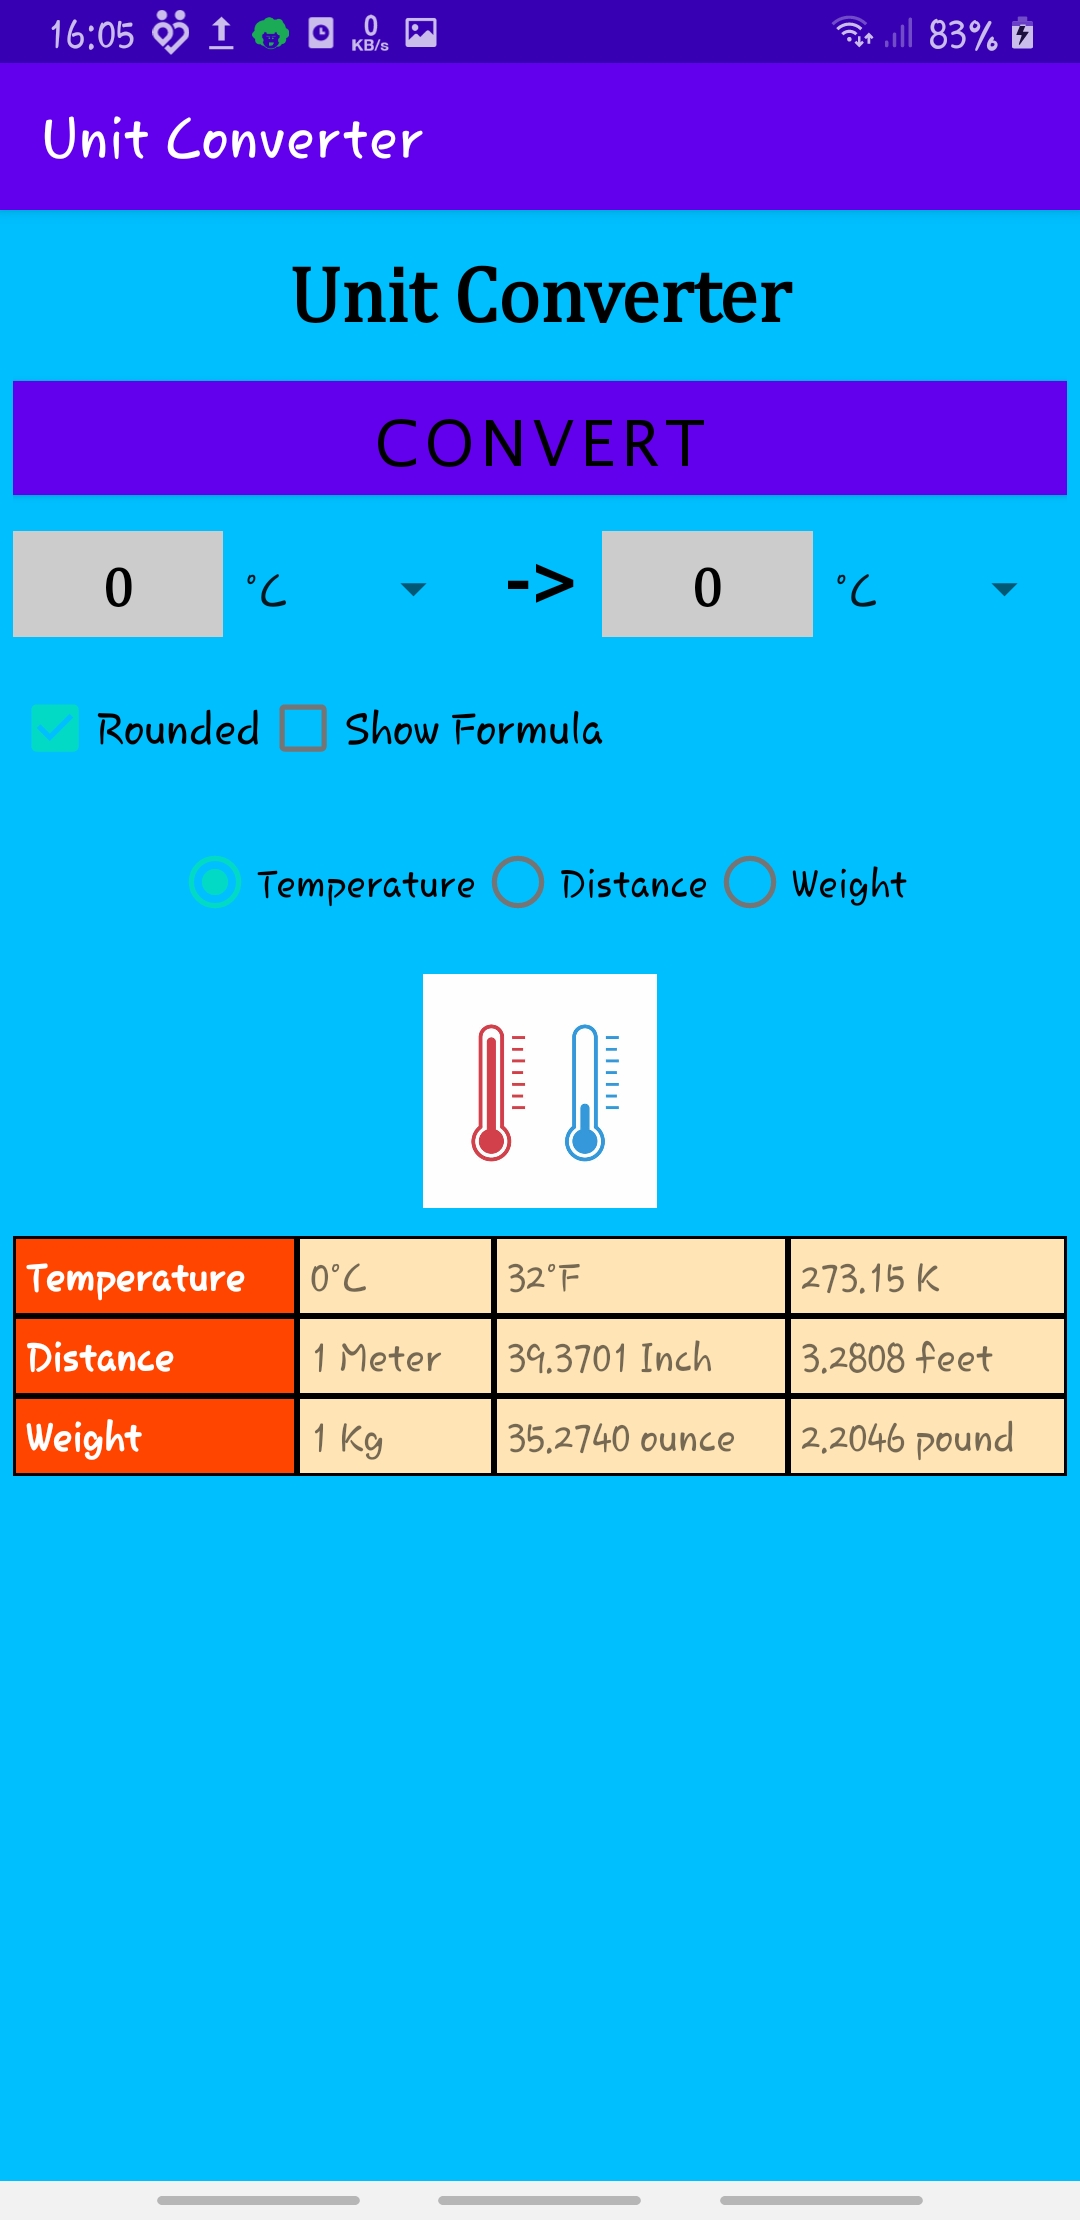 16:05 0 KB/s 83%
Unit Converter
Unit Converter
CONVERT
0 °C -> 0 °C
Rounded Show Formula
Temperature Distance Weight
Temperature 0°C 32°F 273.15 K
Distance 1 Meter 39.3701 Inch 3.2808 feet
Weight 1 Kg 35.2740 ounce 2.2046 pound